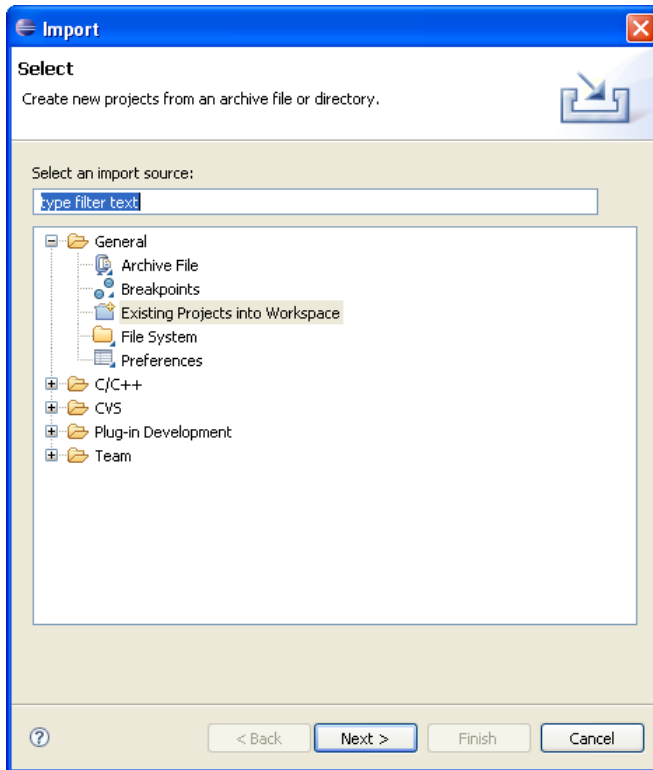 Import
Select
Create new projects from an archive file or directory.
Select an import source:
type filter text
General
Archive File
Breakpoints
Existing Projects into Workspace
File System
Preferences
C/C++
CVS
Plug-in Development
Team
?
< Back
Next >
Finish
Cancel